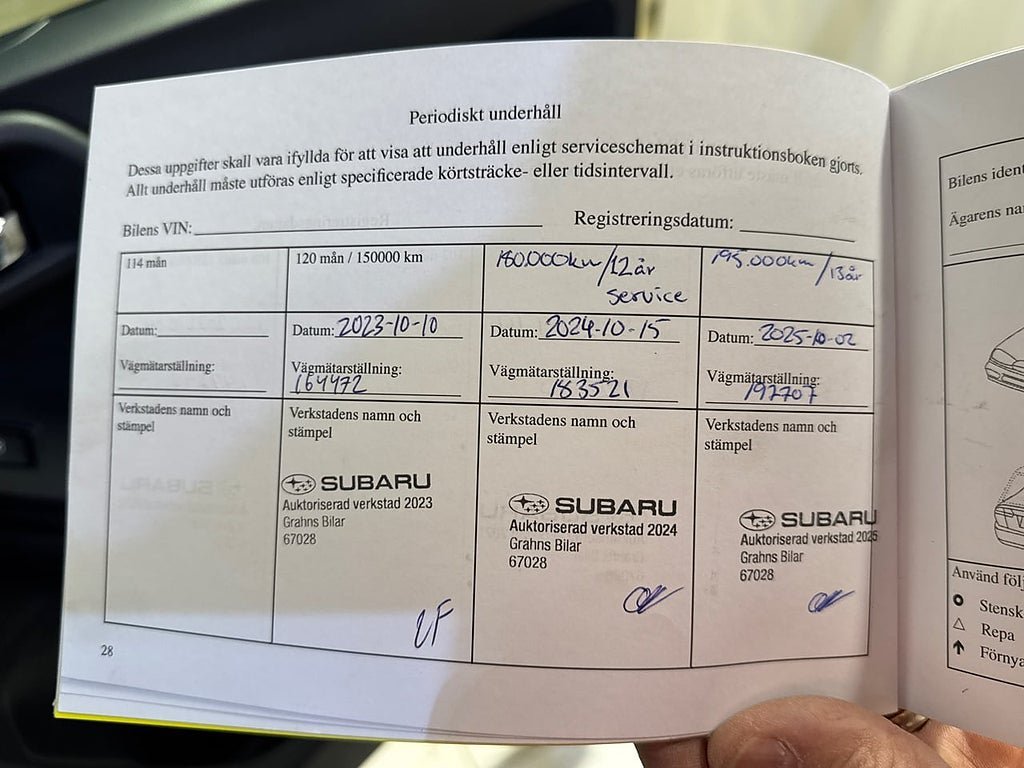 Periodiskt underhåll
Dessa uppgifter skall vara ifyllda för att visa att underhåll enligt serviceschemat i instruktionsboken gjorts.
Allt underhåll måste utföras enligt specificerade körtsträcke- eller tidsintervall.
Bilens VIN:
Registreringsdatum:
114 mån
Datum:
Vägmätarställning:
Verkstadens namn och
stämpel
120 mån / 150000 km
Datum: 2023-10-10
Vägmätarställning:
164472
Verkstadens namn och
stämpel
SUBARU
Auktoriserad verkstad 2023
Grahns Bilar
67028
180.000km/12år
service
Datum: 2024-10-15
Vägmätarställning:
183521
Verkstadens namn och
stämpel
SUBARU
Auktoriserad verkstad 2024
Grahns Bilar
67028
195.000km/13år
Datum: 2025-10-02
Vägmätarställning:
192707
Verkstadens namn och
stämpel
SUBARU
Auktoriserad verkstad 2025
Grahns Bilar
67028
28
Bilens iden
Ägarens na
Använd föl
Stensk
Repa
Förnya